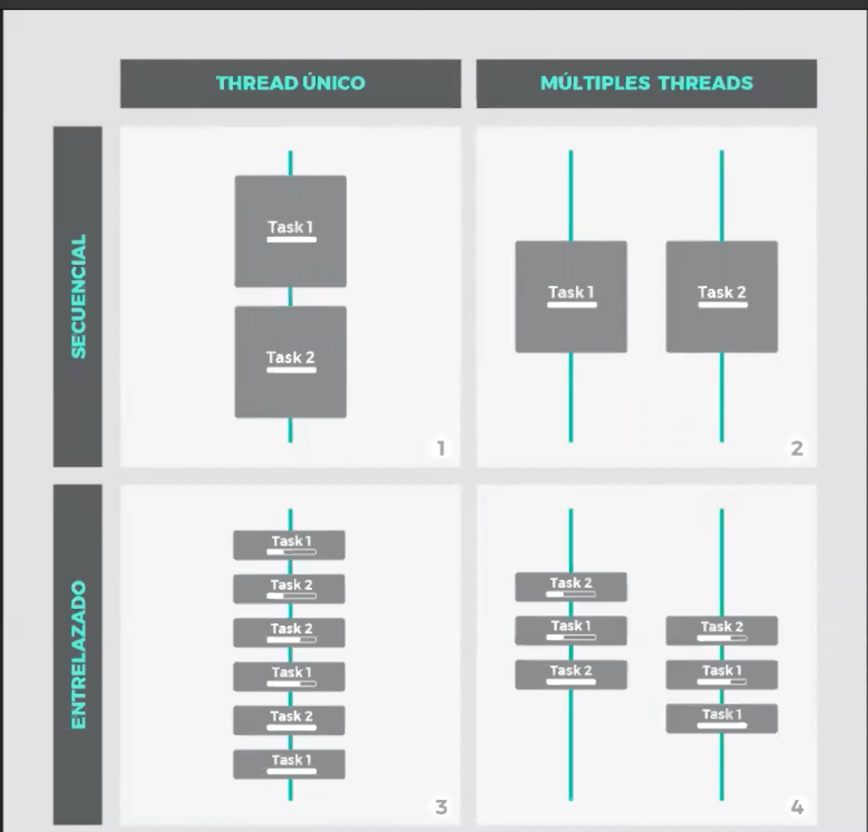 THREAD ÚNICO
MÚLTIPLES THREADS
SECUENCIAL
Task 1
Task 2
1
Task 1
Task 2
2
ENTRELAZADO
Task 1
Task 2
Task 2
Task 1
Task 2
Task 1
3
Task 2
Task 1
Task 2
Task 2
Task 1
Task 1
4